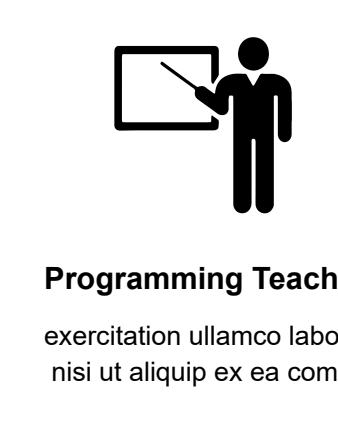 Programming Teach
exercitation ullamco labo
nisi ut aliquip ex ea com